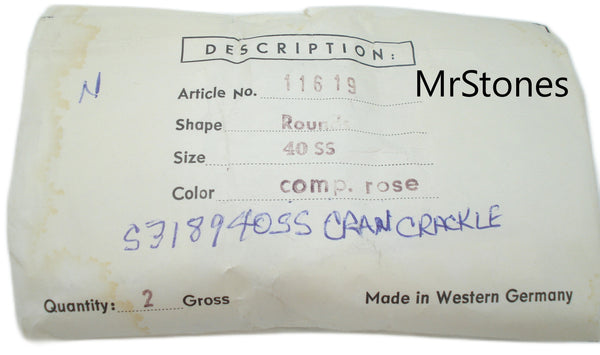 DESCRIPTION:
MrStones
N
Article No. 11619
Shape Rounds
Size 40 SS
Color comp. rose
S318940SS CRAN CRACKLE
Quantity: 2 Gross
Made in Western Germany